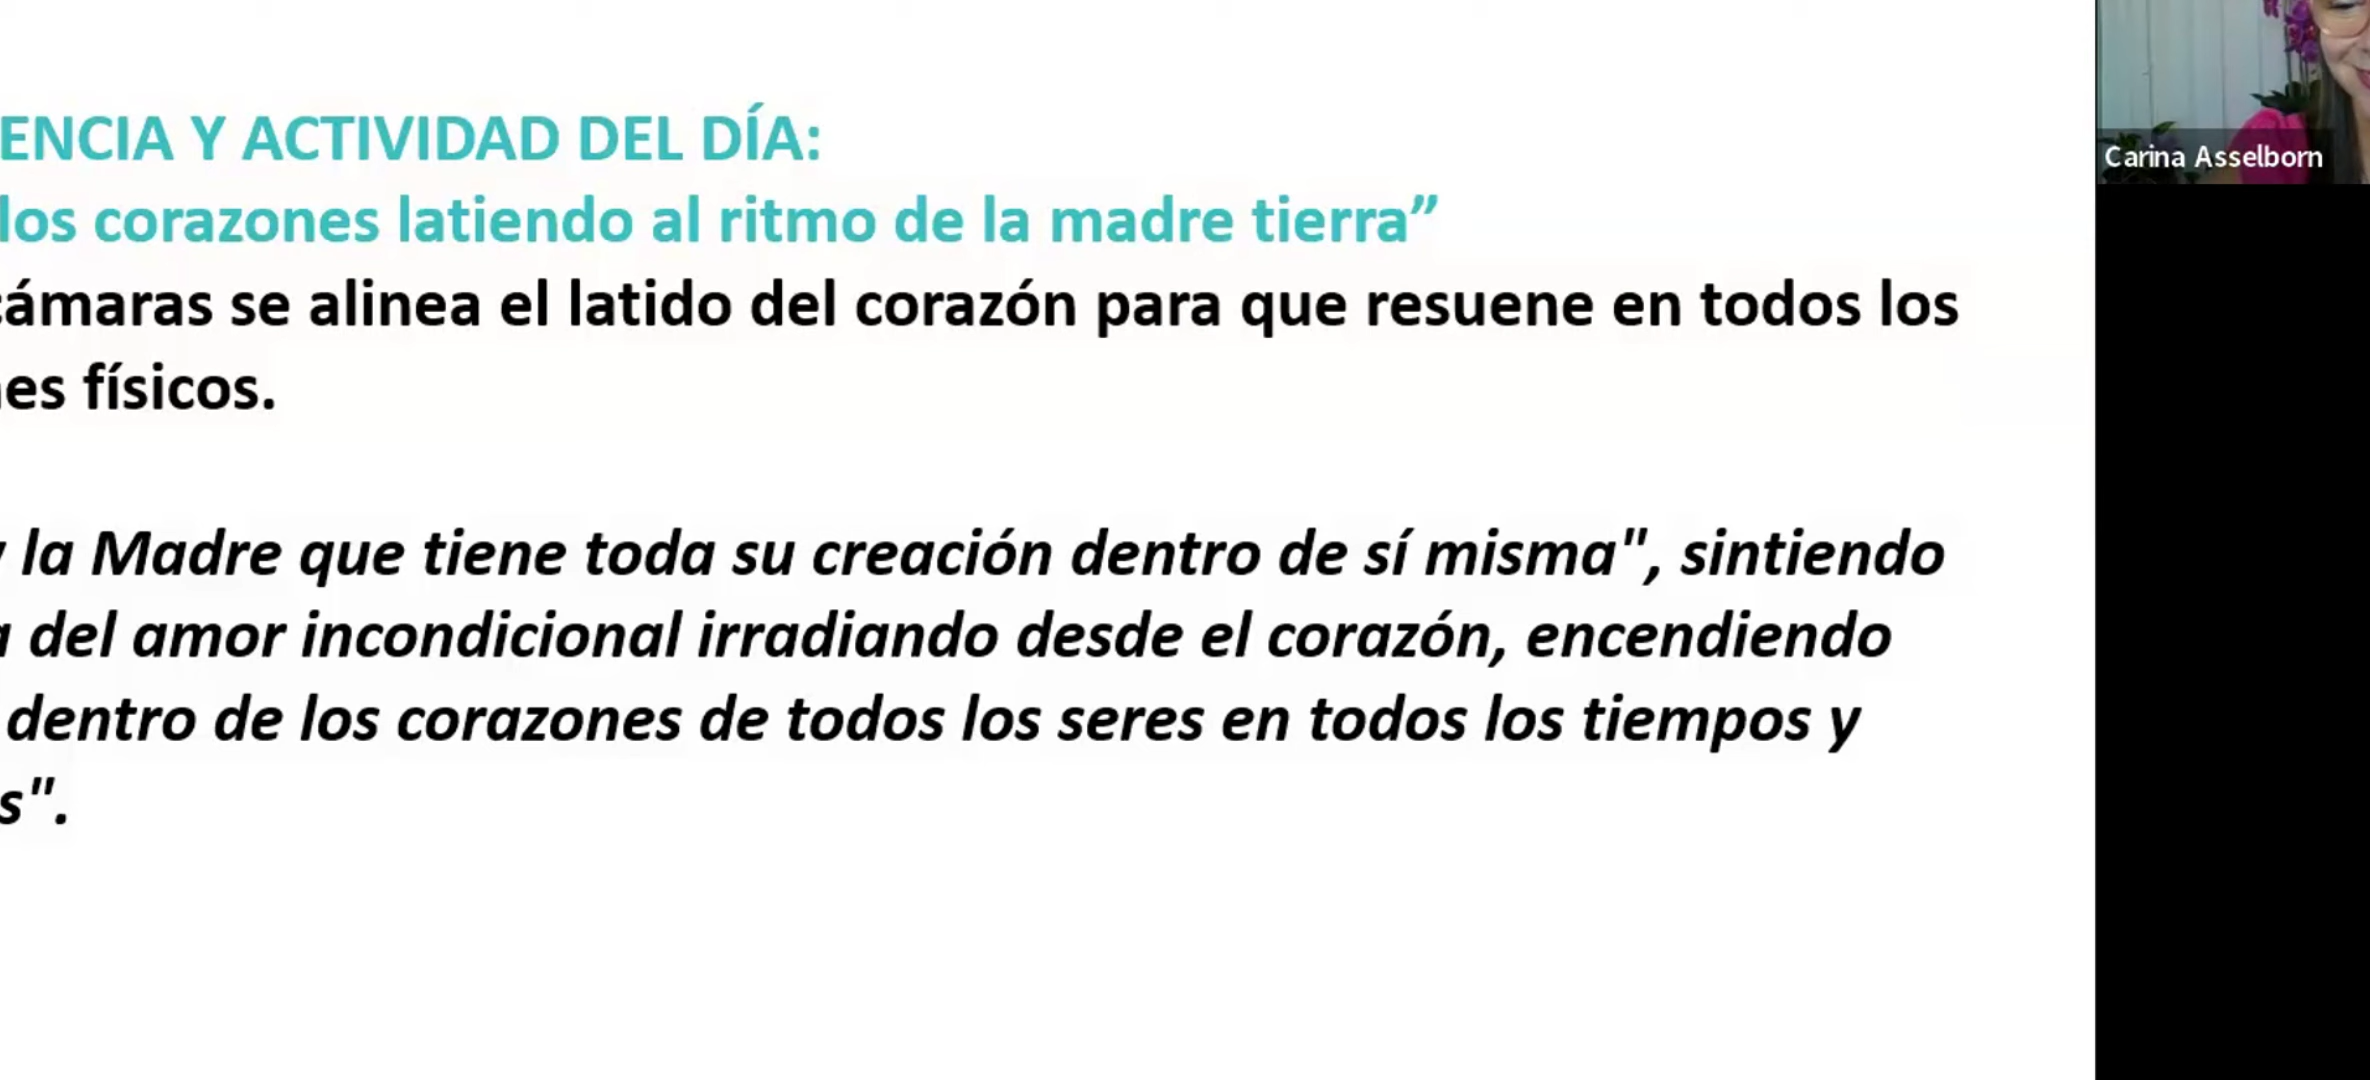 ENCIA Y ACTIVIDAD DEL DÍA:
los corazones latiendo al ritmo de la madre tierra”
cámaras se alinea el latido del corazón para que resuene en todos los
es físicos.
la Madre que tiene toda su creación dentro de sí misma", sintiendo
del amor incondicional irradiando desde el corazón, encendiendo
dentro de los corazones de todos los seres en todos los tiempos y
s".
Carina Asselborn